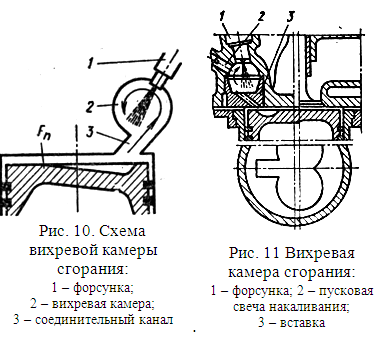 1
2
3
Fп
Рис. 10. Схема
вихревой камеры
сгорания:
1 – форсунка;
2 – вихревая камера;
3 – соединительный канал
1 2 3
Рис. 11 Вихревая
камера сгорания:
1 – форсунка; 2 – пусковая
свеча накаливания;
3 – вставка